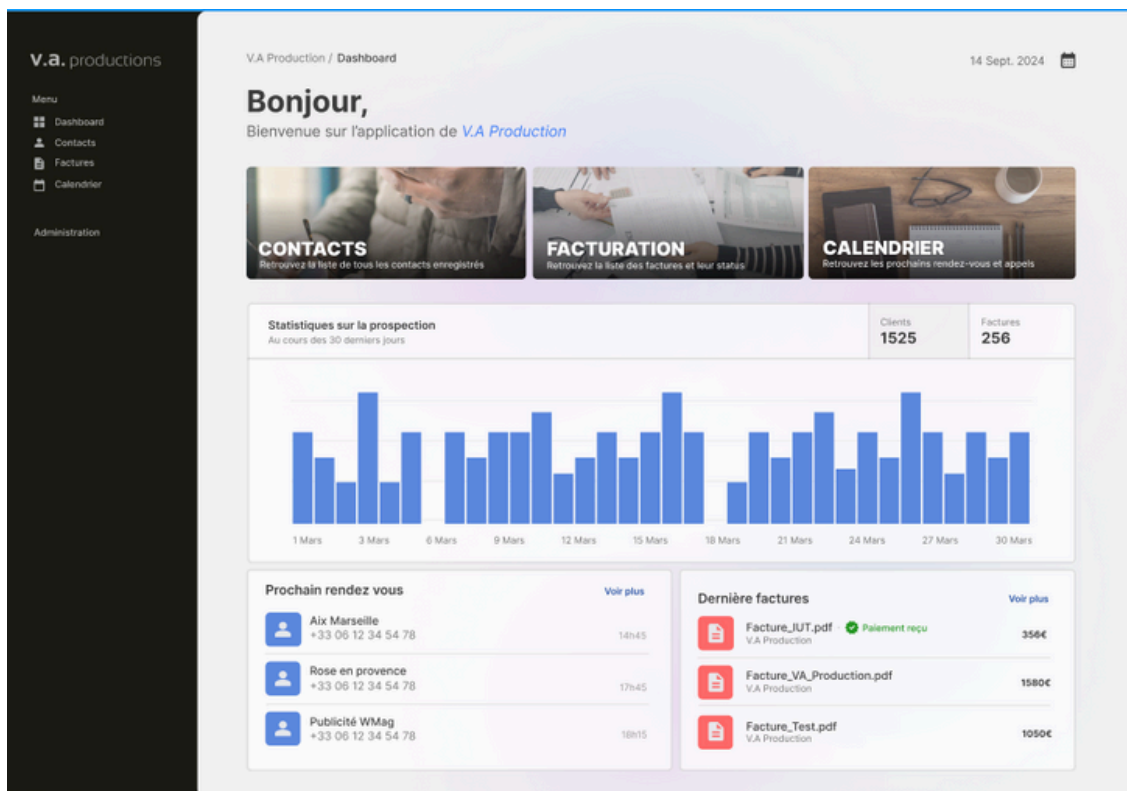 v.a. productions
Menu
Dashboard
Contacts
Factures
Calendrier
Administration
V.A Production / Dashboard
14 Sept. 2024
Bonjour,
Bienvenue sur l'application de V.A Production
CONTACTS
Retrouvez la liste de tous les contacts enregistrés
FACTURATION
Retrouvez la liste des factures et leur status
CALENDRIER
Retrouvez les prochains rendez-vous et appels
Statistiques sur la prospection
Au cours des 30 derniers jours
Clients
1525
Factures
256
1 Mars 3 Mars 6 Mars 9 Mars 12 Mars 15 Mars 18 Mars 21 Mars 24 Mars 27 Mars 30 Mars
Prochain rendez vous
Voir plus
Aix Marseille
+33 06 12 34 54 78
14h45
Rose en provence
+33 06 12 34 54 78
17h45
Publicité WMag
+33 06 12 34 54 78
Dernière factures
Voir plus
Facture_IUT.pdf
Paiement reçu
V.A Production
356€
Facture_VA_Production.pdf
V.A Production
1580€
Facture_Test.pdf
V.A Production
1050€